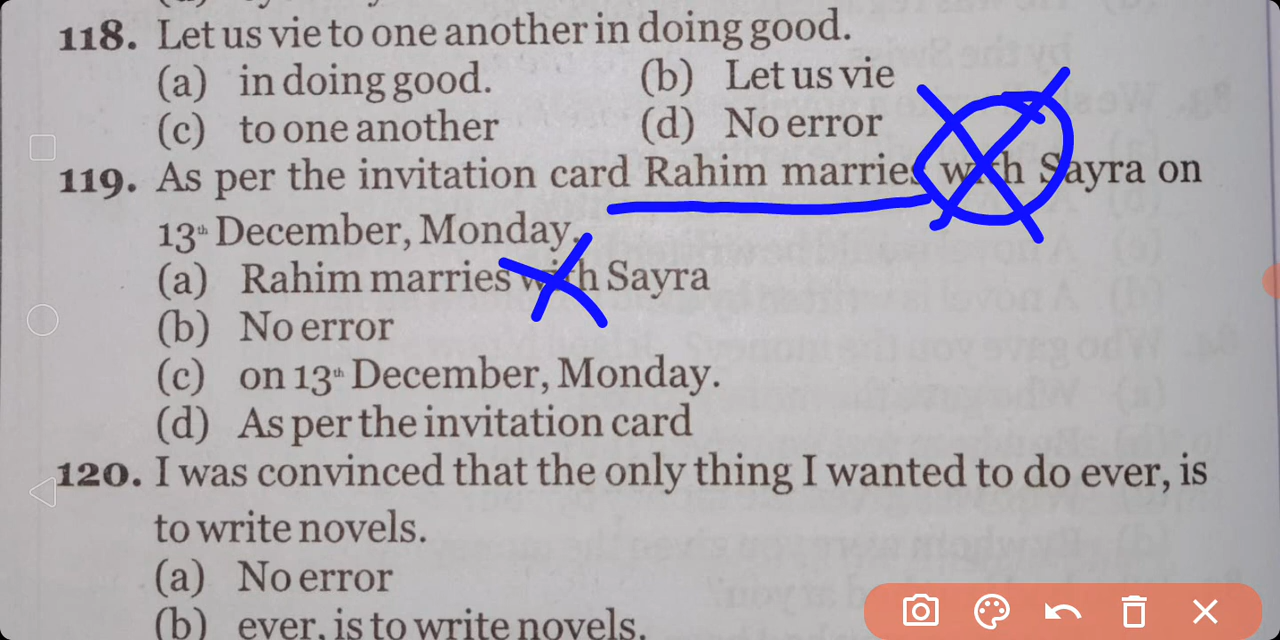 118. Let us vie to one another in doing good.
(a) in doing good. (b) Let us vie
(c) to one another (d) No error
119. As per the invitation card Rahim marries with Sayra on
13th December, Monday.
(a) Rahim marries with Sayra
(b) No error
(c) on 13th December, Monday.
(d) As per the invitation card
120. I was convinced that the only thing I wanted to do ever, is
to write novels.
(a) No error
(b) ever, is to write novels.